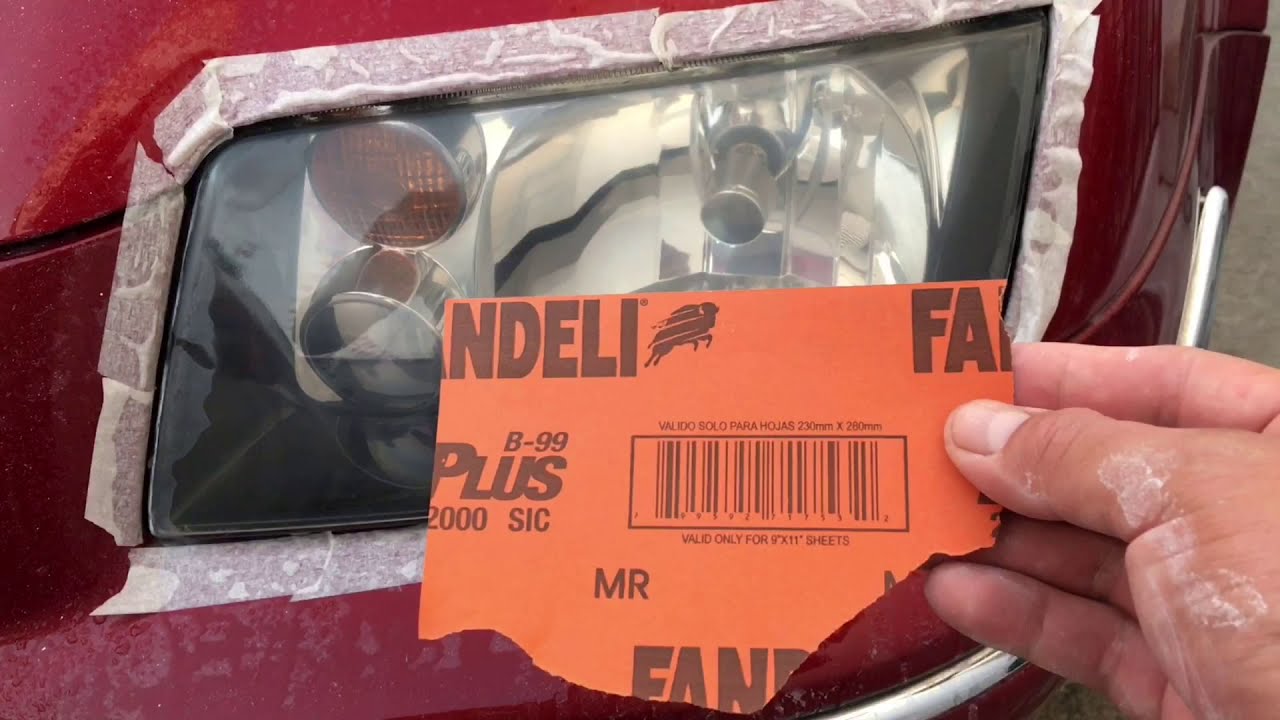 ANDELI®
FA
B-99
PLUS
2000 SIC
VALIDO SOLO PARA HOJAS 230mm X 280mm
VALID ONLY FOR 9"X11" SHEETS
MR
FAND